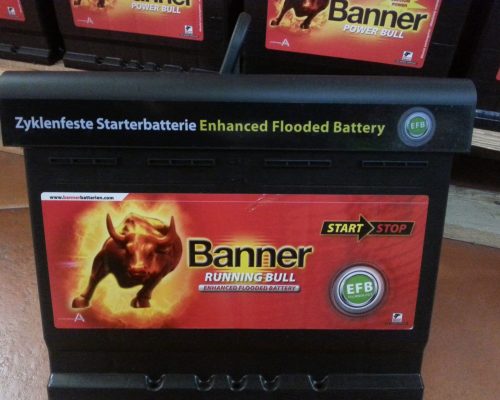 Banner
POWER BULL
Banner
POWER BULL
Zyklenfeste Starterbatterie Enhanced Flooded Battery
EFB
www.bannerbatterien.com
START STOP
Banner
RUNNING BULL
ENHANCED FLOODED BATTERY
EFB